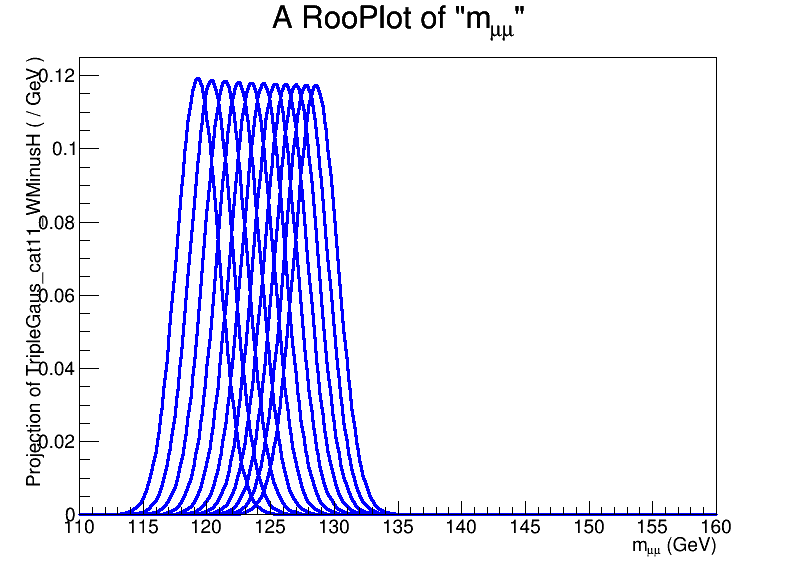 A RooPlot of "mμμ"
Projection of TripleGaus_cat11_WMinusH ( / GeV )
0.12
0.1
0.08
0.06
0.04
0.02
0
110 115 120 125 130 135 140 145 150 155 160
mμμ (GeV)